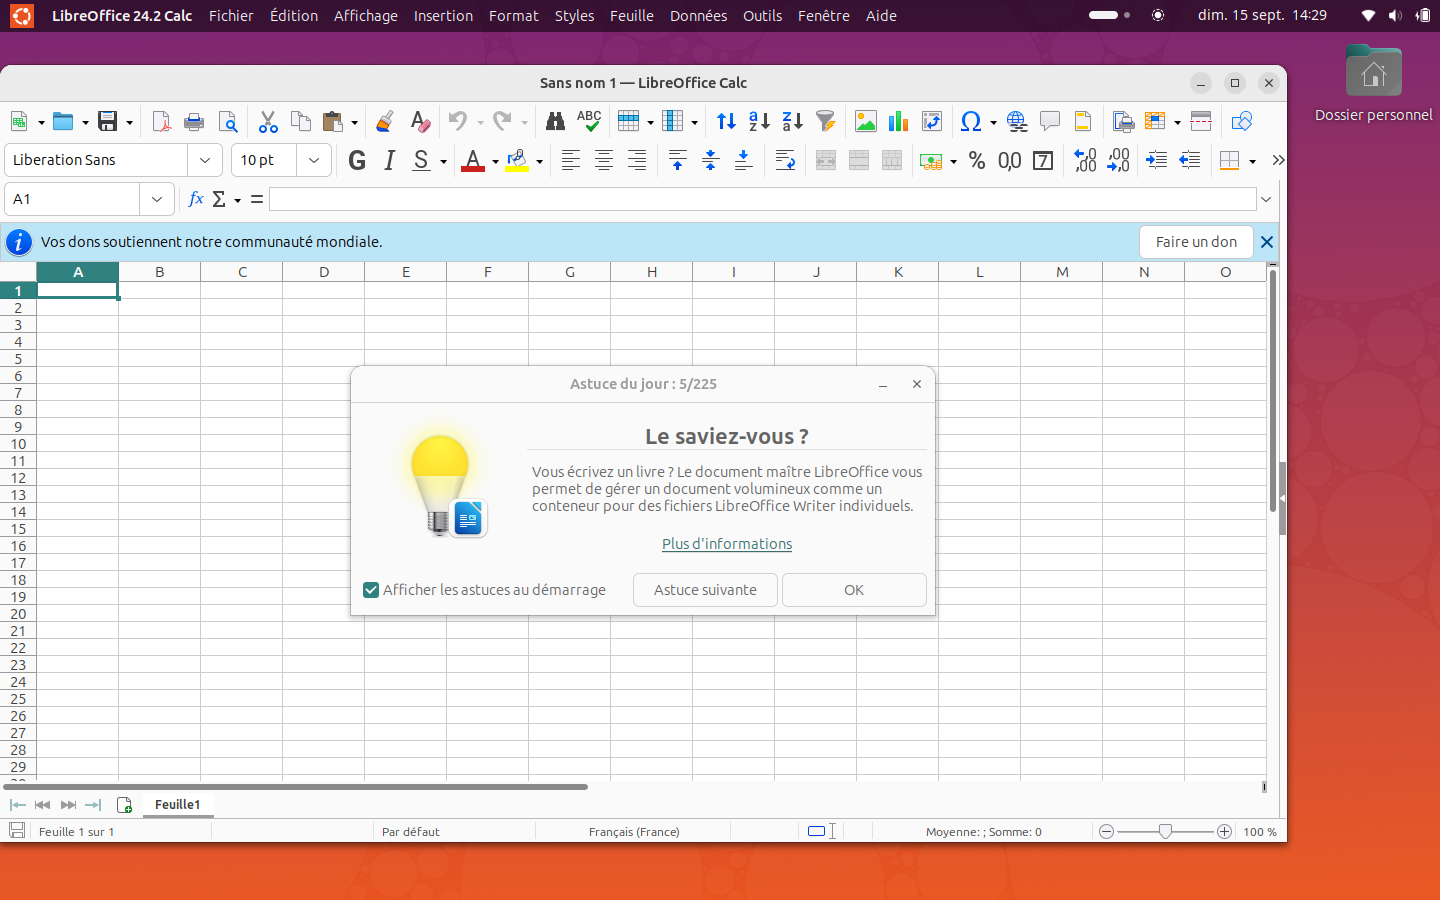 LibreOffice 24.2 Calc Fichier Édition Affichage Insertion Format Styles Feuille Données Outils Fenêtre Aide dim. 15 sept. 14:29
Dossier personnel
Sans nom 1 — LibreOffice Calc
Liberation Sans 10 pt G I S A % 0,0 7
A1 fx Σ =
Vos dons soutiennent notre communauté mondiale. Faire un don
A B C D E F G H I J K L M N O
1
2
3
4
5
6
7
8
9
10
11
12
13
14
15
16
17
18
19
20
21
22
23
24
25
26
27
28
29
Astuce du jour : 5/225
Le saviez-vous ?
Vous écrivez un livre ? Le document maître LibreOffice vous
permet de gérer un document volumineux comme un
conteneur pour des fichiers LibreOffice Writer individuels.
Plus d'informations
Afficher les astuces au démarrage Astuce suivante OK
Feuille1
Feuille 1 sur 1 Par défaut Français (France) Moyenne: ; Somme: 0 100 %